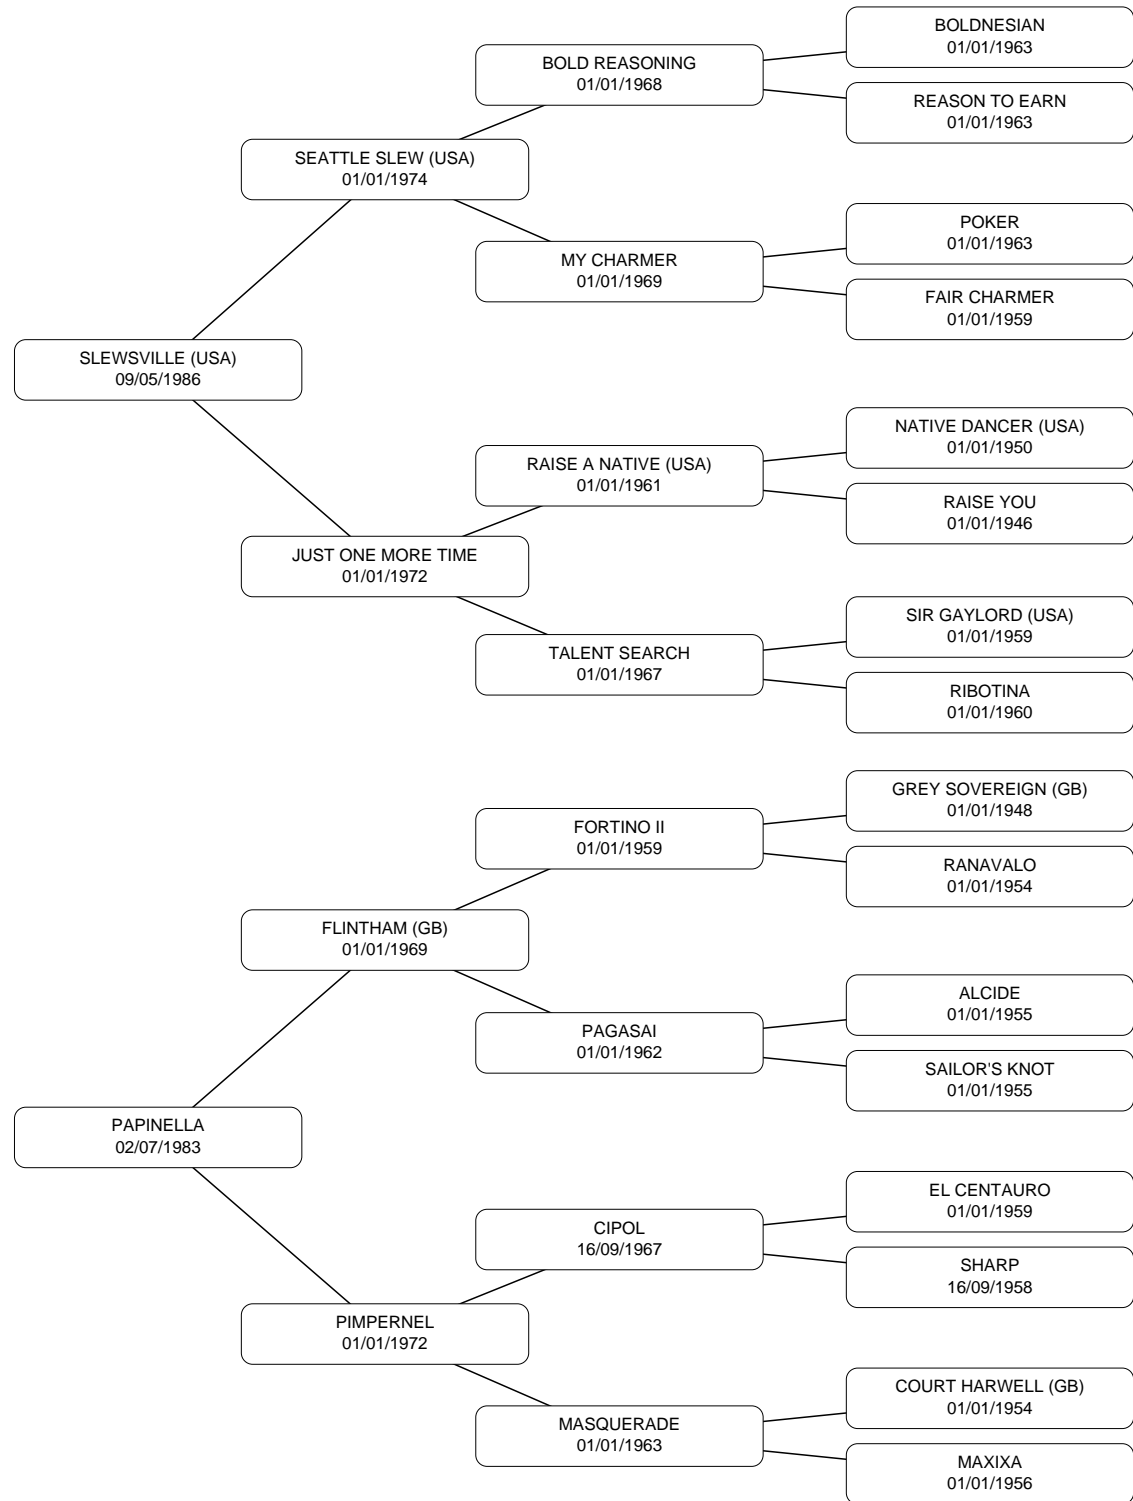 BOLDNESIAN
01/01/1963
BOLD REASONING
01/01/1968
REASON TO EARN
01/01/1963
SEATTLE SLEW (USA)
01/01/1974
POKER
01/01/1963
MY CHARMER
01/01/1969
FAIR CHARMER
01/01/1959
SLEWSVILLE (USA)
09/05/1986
NATIVE DANCER (USA)
01/01/1950
RAISE A NATIVE (USA)
01/01/1961
RAISE YOU
01/01/1946
JUST ONE MORE TIME
01/01/1972
SIR GAYLORD (USA)
01/01/1959
TALENT SEARCH
01/01/1967
RIBOTINA
01/01/1960
GREY SOVEREIGN (GB)
01/01/1948
FORTINO II
01/01/1959
RANAVALO
01/01/1954
FLINTHAM (GB)
01/01/1969
ALCIDE
01/01/1955
PAGASAI
01/01/1962
SAILOR'S KNOT
01/01/1955
PAPINELLA
02/07/1983
EL CENTAURO
01/01/1959
CIPOL
16/09/1967
SHARP
16/09/1958
PIMPERNEL
01/01/1972
COURT HARWELL (GB)
01/01/1954
MASQUERADE
01/01/1963
MAXIXA
01/01/1956